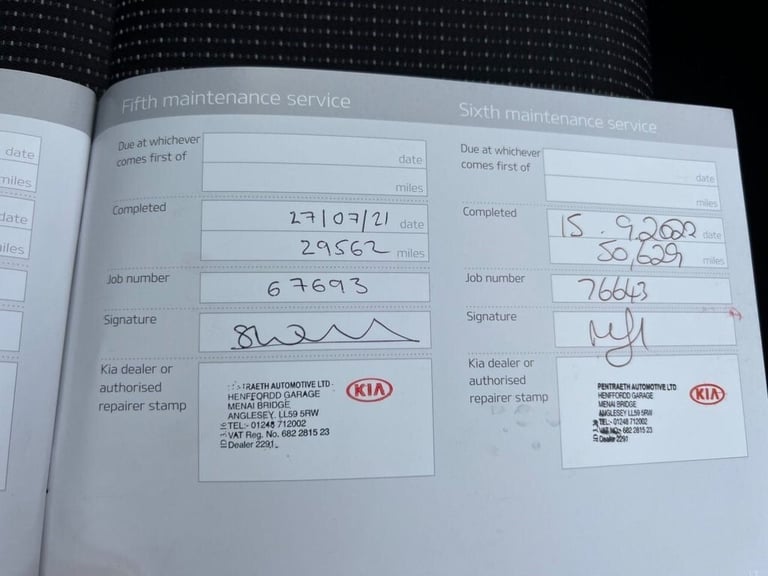 date
miles
date
iles
Fifth maintenance service
Due at whichever
comes first of
date
miles
Completed
27/07/21 date
29562 miles
Job number
67693
Signature
Kia dealer or
authorised
repairer stamp
TRAETH AUTOMOTIVE LTD
HENFFORDD GARAGE
MENAI BRIDGE
ANGLESEY. LL59 5RW
TEL:- 01248 712002
VAT Reg. No. 682 2815 23
Dealer 2291
KIA
Sixth maintenance service
Due at whichever
comes first of
date
miles
Completed
15.9.2022 date
50,629 miles
Job number
76643
Signature
Kia dealer or
authorised
repairer stamp
PENTRAETH AUTOMOTIVE LTD
HENFFORDD GARAGE
MENAI BRIDGE
ANGLESEY LL59 5RW
TEL:- 01248 712002
682 2815 23
Dealer 2291
KIA